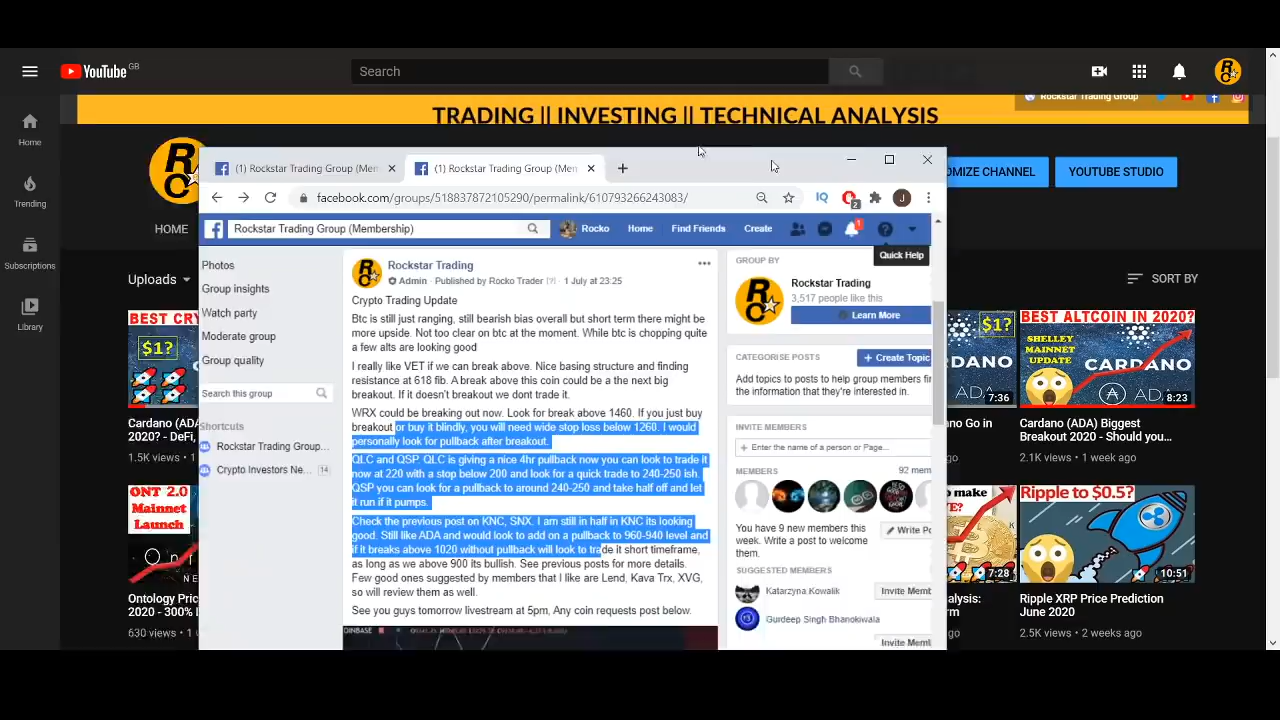 YouTube GB
Search
TRADING || INVESTING || TECHNICAL ANALYSIS
Rockstar Trading Group
Home
Trending
Subscriptions
Library
HOME
OMIZE CHANNEL
YOUTUBE STUDIO
Uploads
SORT BY
(1) Rockstar Trading Group (Mem
(1) Rockstar Trading Group (Mem
facebook.com/groups/518837872105290/permalink/610793266243083/
IQ
2
J
Rockstar Trading Group (Membership)
Rocko
Home
Find Friends
Create
1
Quick Help
Photos
Group insights
Watch party
Moderate group
Group quality
Search this group
Shortcuts
Rockstar Trading Group...
Crypto Investors Ne... 14
Rockstar Trading
Admin · Published by Rocko Trader [?] · 1 July at 23:25
Crypto Trading Update
Btc is still just ranging, still bearish bias overall but short term there might be
more upside. Not too clear on btc at the moment. While btc is chopping quite
a few alts are looking good
I really like VET if we can break above. Nice basing structure and finding
resistance at 618 fib. A break above this coin could be a the next big
breakout. If it doesn't breakout we dont trade it.
WRX could be breaking out now. Look for break above 1460. If you just buy
breakout or buy it blindly, you will need wide stop loss below 1260. I would
personally look for pullback after breakout.
QLC and QSP. QLC is giving a nice 4hr pullback now you can look to trade it
now at 220 with a stop below 200 and look for a quick trade to 240-250 ish.
QSP you can look for a pullback to around 240-250 and take half off and let
it run if it pumps.
Check the previous post on KNC, SNX. I am still in half in KNC its looking
good. Still like ADA and would look to add on a pullback to 960-940 level and
if it breaks above 1020 without pullback will look to trade it short timeframe,
as long as we above 900 its bullish. See previous posts for more details.
Few good ones suggested by members that I like are Lend, Kava Trx, XVG,
so will review them as well.
See you guys tomorrow livestream at 5pm, Any coin requests post below.
OINBASE
GROUP BY
Rockstar Trading
3,517 people like this
Learn More
CATEGORISE POSTS
+ Create Topic
Add topics to posts to help group members fi
the information that they're interested in.
INVITE MEMBERS
+ Enter the name of a person or Page...
MEMBERS
92 mem
You have 9 new members this
week. Write a post to welcome
them.
Write Po
SUGGESTED MEMBERS
Katarzyna Kowalik
Invite Memb
Gurdeep Singh Bhanokiwala
Invite Memb
BEST CR
$1?
Cardano (
2020? - DeFi,
1.5K views · 1
ONT 2.0
Mainnet
Launch
Ontology Pric
2020 - 300% I
630 views · 1 w
$1?
CARDANO
ADA
7:36
Go in
ago
make
7:28
alysis:
rm
go
BEST ALTCOIN IN 2020?
SHELLEY
MAINNET
UPDATE
CARDANO
ADA
8:23
Cardano (ADA) Biggest
Breakout 2020 - Should you...
2.1K views · 1 week ago
Ripple to $0.5?
10:51
Ripple XRP Price Prediction
June 2020
2.5K views · 2 weeks ago